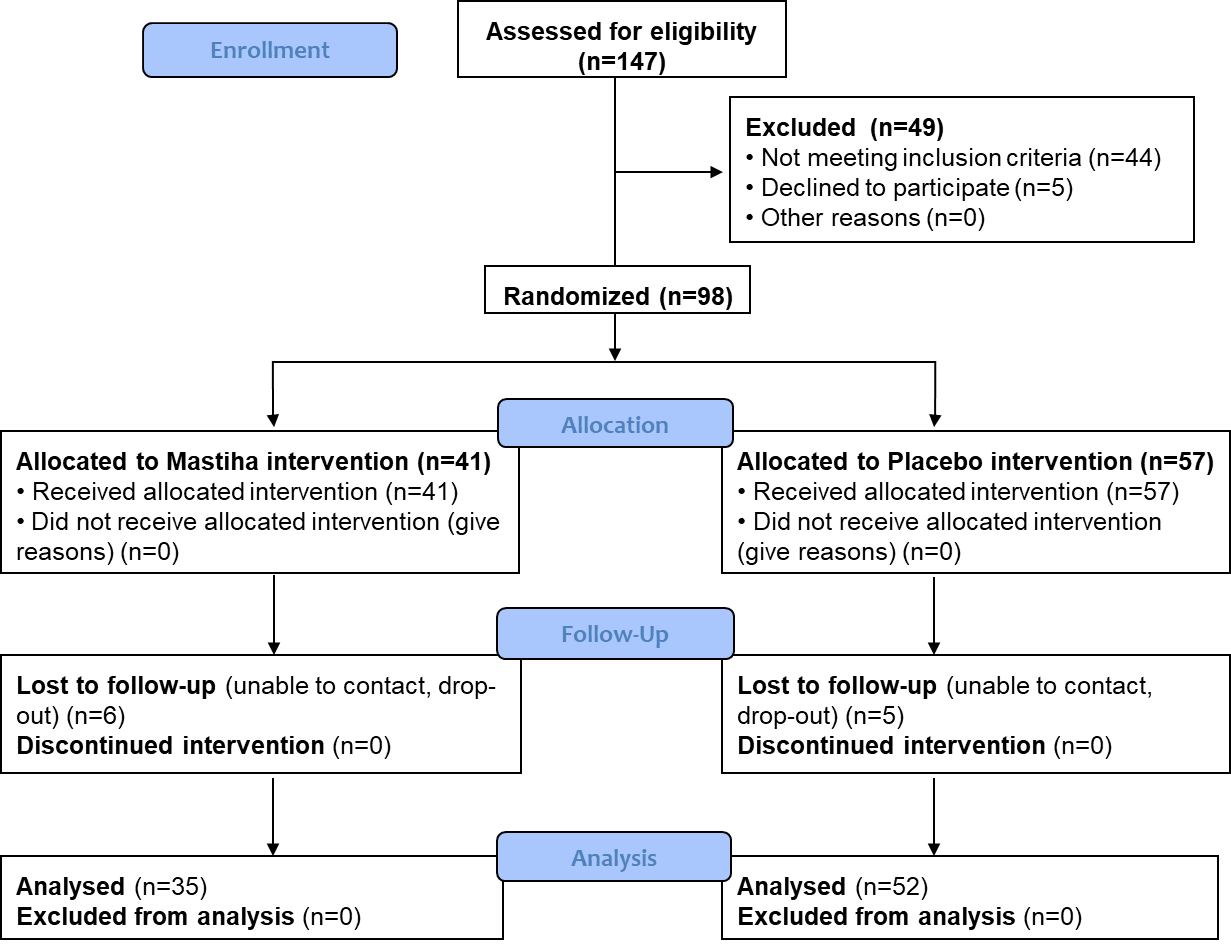 Enrollment
Assessed for eligibility
(n=147)
Excluded (n=49)
• Not meeting inclusion criteria (n=44)
• Declined to participate (n=5)
• Other reasons (n=0)
Randomized (n=98)
Allocation
Allocated to Mastiha intervention (n=41)
• Received allocated intervention (n=41)
• Did not receive allocated intervention (give
reasons) (n=0)
Allocated to Placebo intervention (n=57)
• Received allocated intervention (n=57)
• Did not receive allocated intervention
(give reasons) (n=0)
Follow-Up
Lost to follow-up (unable to contact, drop-
out) (n=6)
Discontinued intervention (n=0)
Lost to follow-up (unable to contact,
drop-out) (n=5)
Discontinued intervention (n=0)
Analysis
Analysed (n=35)
Excluded from analysis (n=0)
Analysed (n=52)
Excluded from analysis (n=0)